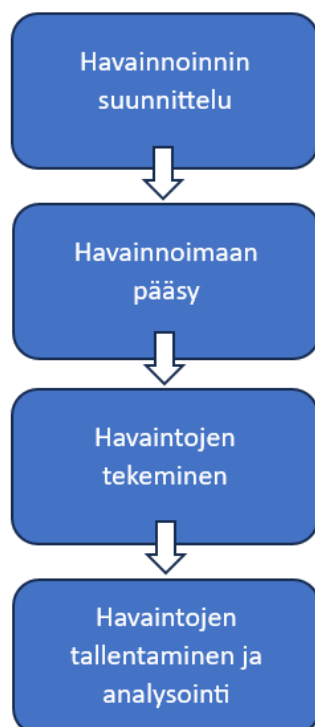 Havainnoinnin
suunnittelu
Havainnoimaan
pääsy
Havaintojen
tekeminen
Havaintojen
tallentaminen ja
analysointi